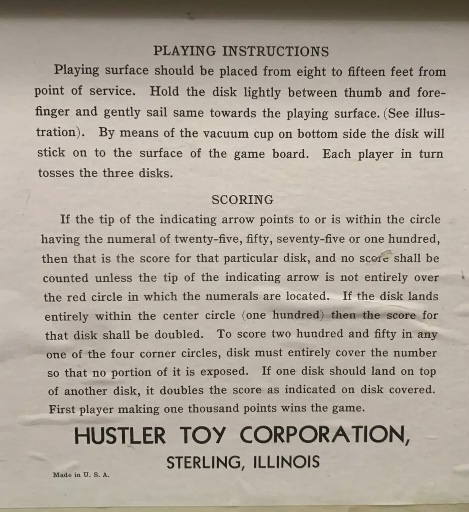 PLAYING INSTRUCTIONS
Playing surface should be placed from eight to fifteen feet from
point of service. Hold the disk lightly between thumb and fore-
finger and gently sail same towards the playing surface. (See illus-
tration). By means of the vacuum cup on bottom side the disk will
stick on to the surface of the game board. Each player in turn
tosses the three disks.
SCORING
If the tip of the indicating arrow points to or is within the circle
having the numeral of twenty-five, fifty, seventy-five or one hundred,
then that is the score for that particular disk, and no score shall be
counted unless the tip of the indicating arrow is not entirely over
the red circle in which the numerals are located. If the disk lands
entirely within the center circle (one hundred) then the score for
that disk shall be doubled. To score two hundred and fifty in any
one of the four corner circles, disk must entirely cover the number
so that no portion of it is exposed. If one disk should land on top
of another disk, it doubles the score as indicated on disk covered.
First player making one thousand points wins the game.
HUSTLER TOY CORPORATION,
STERLING, ILLINOIS
Made in U. S. A.